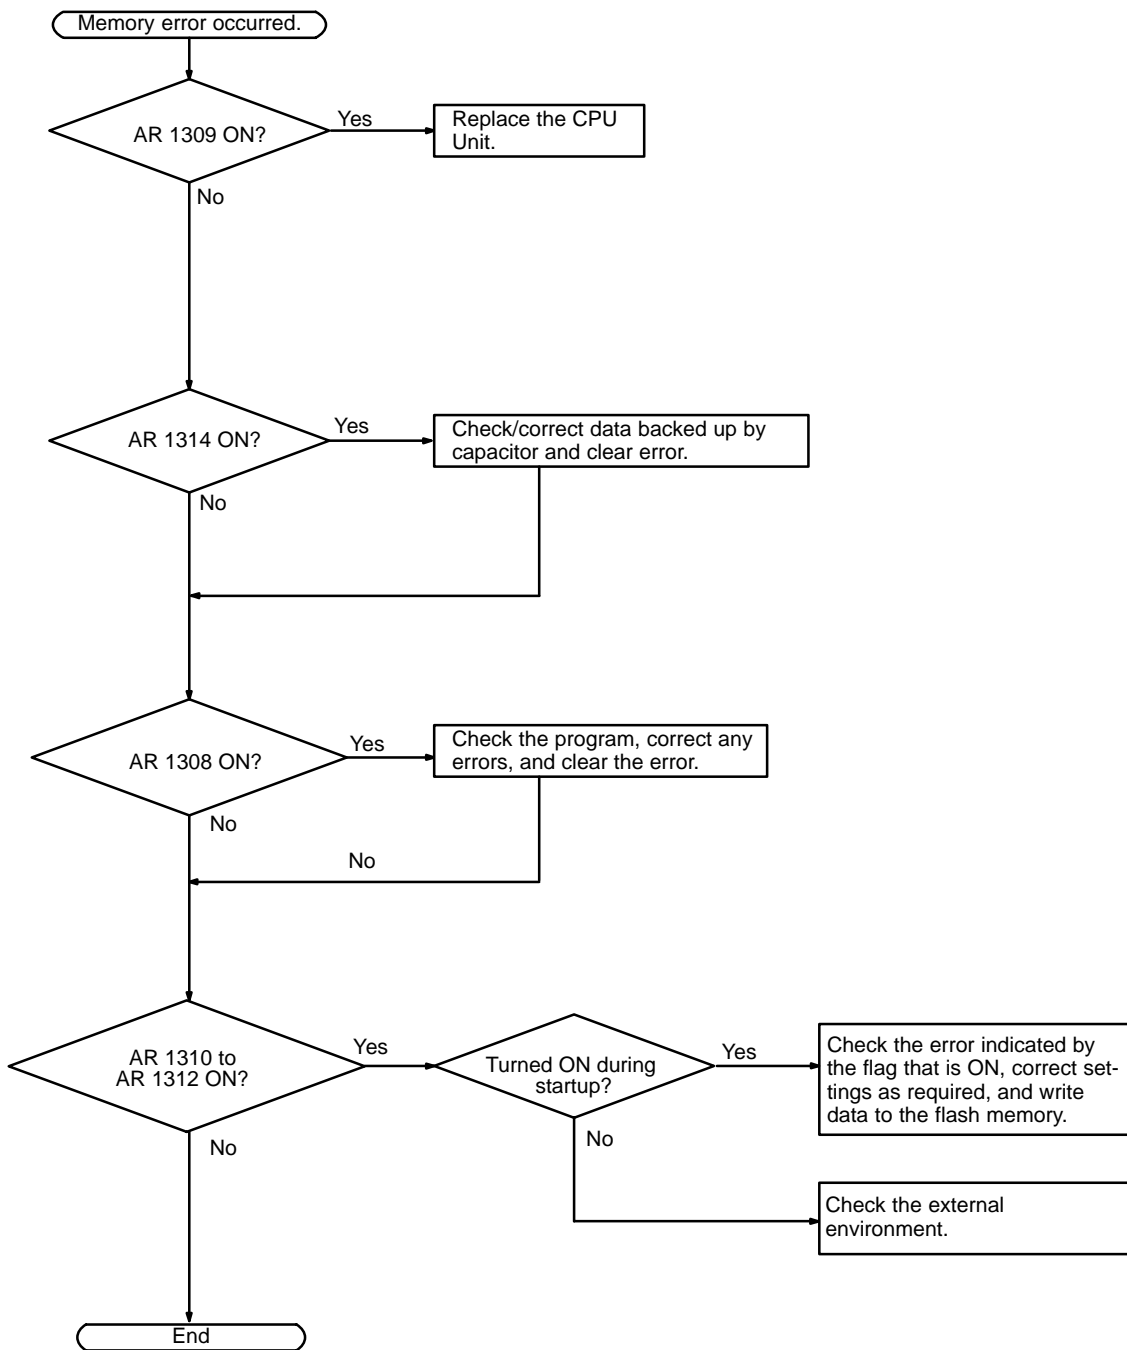 Memory error occurred.
AR 1309 ON?
Yes
Replace the CPU
Unit.
No
AR 1314 ON?
Yes
Check/correct data backed up by
capacitor and clear error.
No
AR 1308 ON?
Yes
Check the program, correct any
errors, and clear the error.
No
No
AR 1310 to
AR 1312 ON?
Yes
Turned ON during
startup?
Yes
Check the error indicated by
the flag that is ON, correct set-
tings as required, and write
data to the flash memory.
No
No
Check the external
environment.
End